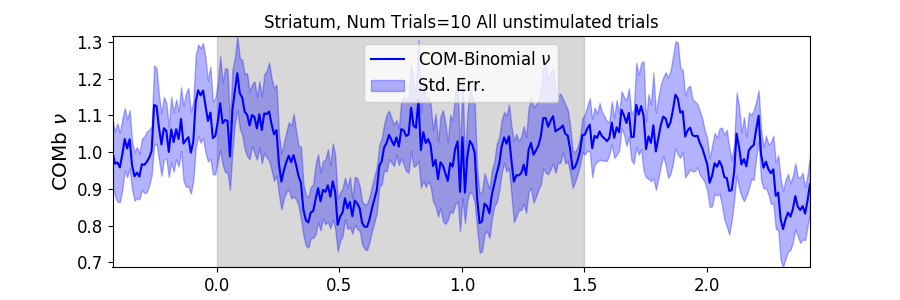 Striatum, Num Trials=10 All unstimulated trials
COMb ν
1.3
1.2
1.1
1.0
0.9
0.8
0.7
COM-Binomial ν
Std. Err.
0.0 0.5 1.0 1.5 2.0